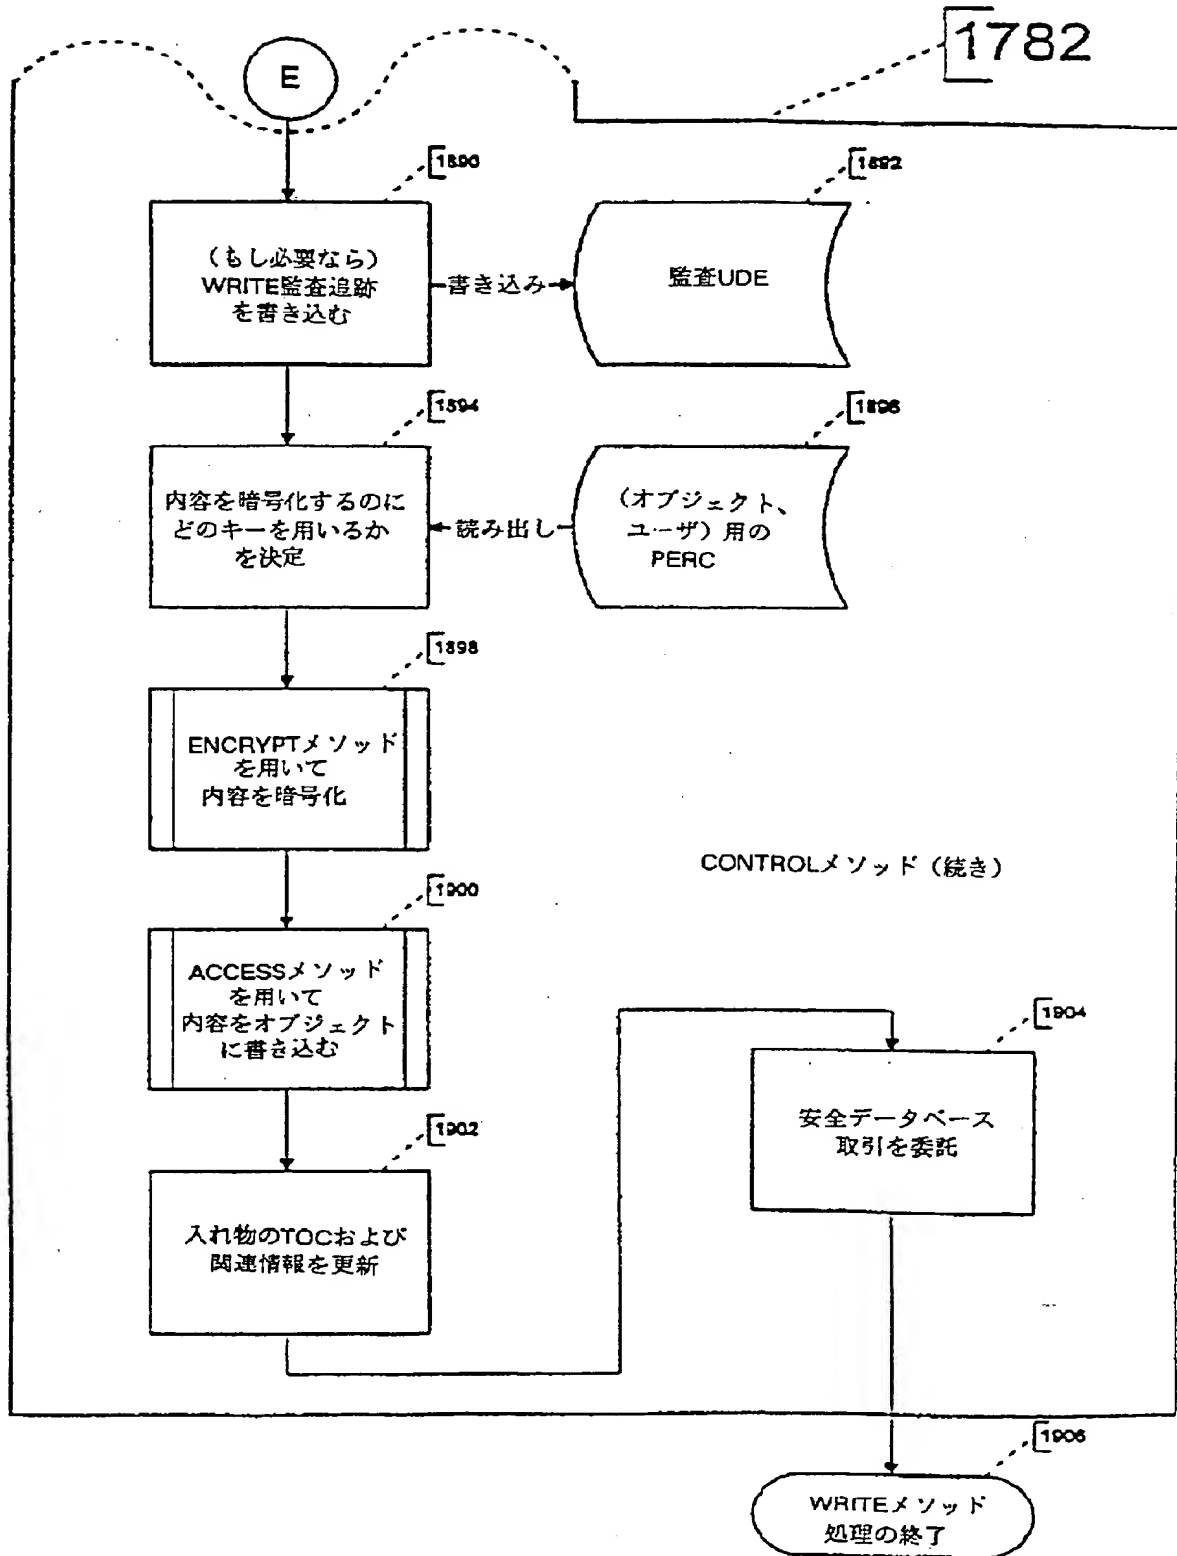 1782
E
1890
1892
（もし必要なら）
WRITE監査追跡
を書き込む
書き込み
監査UDE
1894
1896
内容を暗号化するのに
どのキーを用いるか
を決定
読み出し
（オブジェクト、
ユーザ）用の
PERC
1898
ENCRYPTメソッド
を用いて
内容を暗号化
CONTROLメソッド（続き）
1900
ACCESSメソッド
を用いて
内容をオブジェクト
に書き込む
1904
安全データベース
取引を委託
1902
入れ物のTOCおよび
関連情報を更新
1906
WRITEメソッド
処理の終了